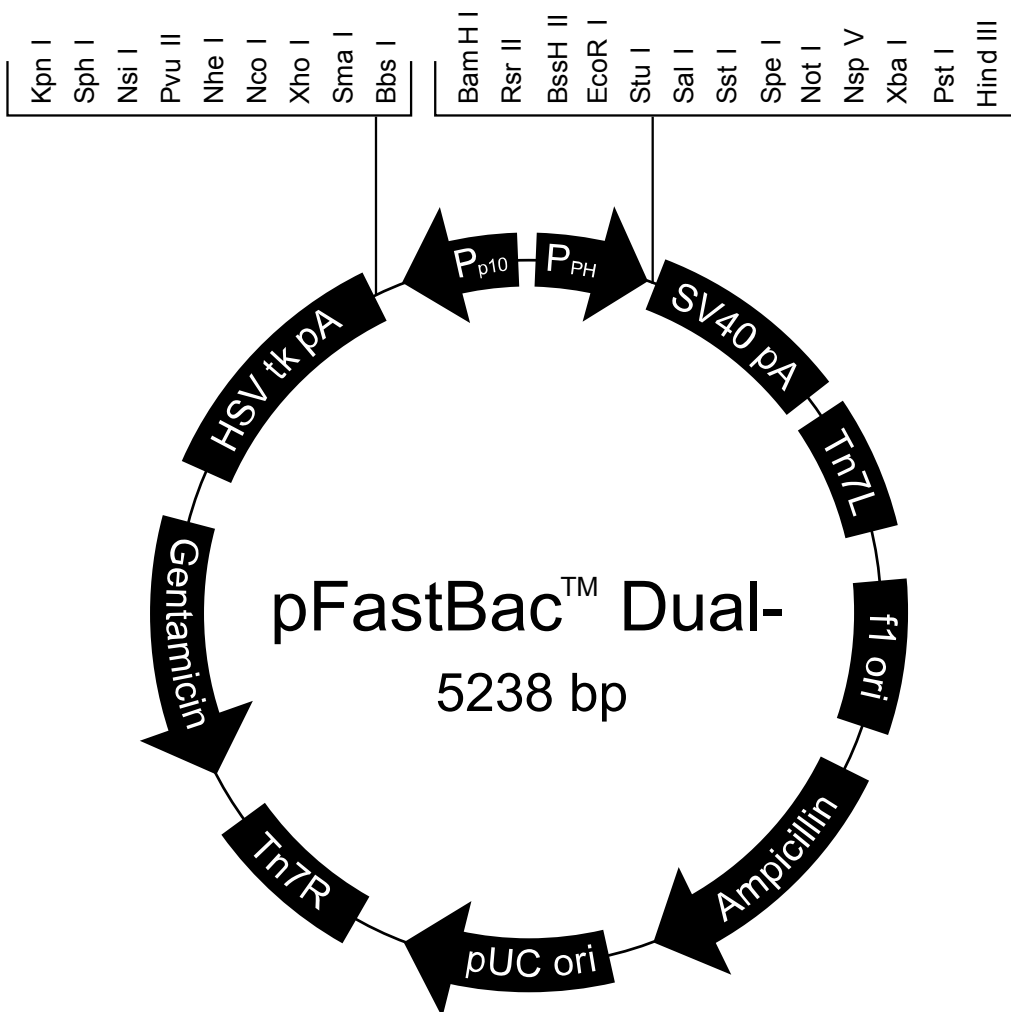 Kpn I
Sph I
Nsi I
Pvu II
Nhe I
Nco I
Xho I
Sma I
Bbs I
BamH I
Rsr II
BssH II
EcoR I
Stu I
Sal I
Sst I
Spe I
Not I
Nsp V
Xba I
Pst I
Hind III
Pp10
PPH
HSV tk pA
SV40 pA
Tn7L
Gentamicin
pFastBac™ Dual-
5238 bp
f1 ori
Tn7R
Ampicillin
pUC ori